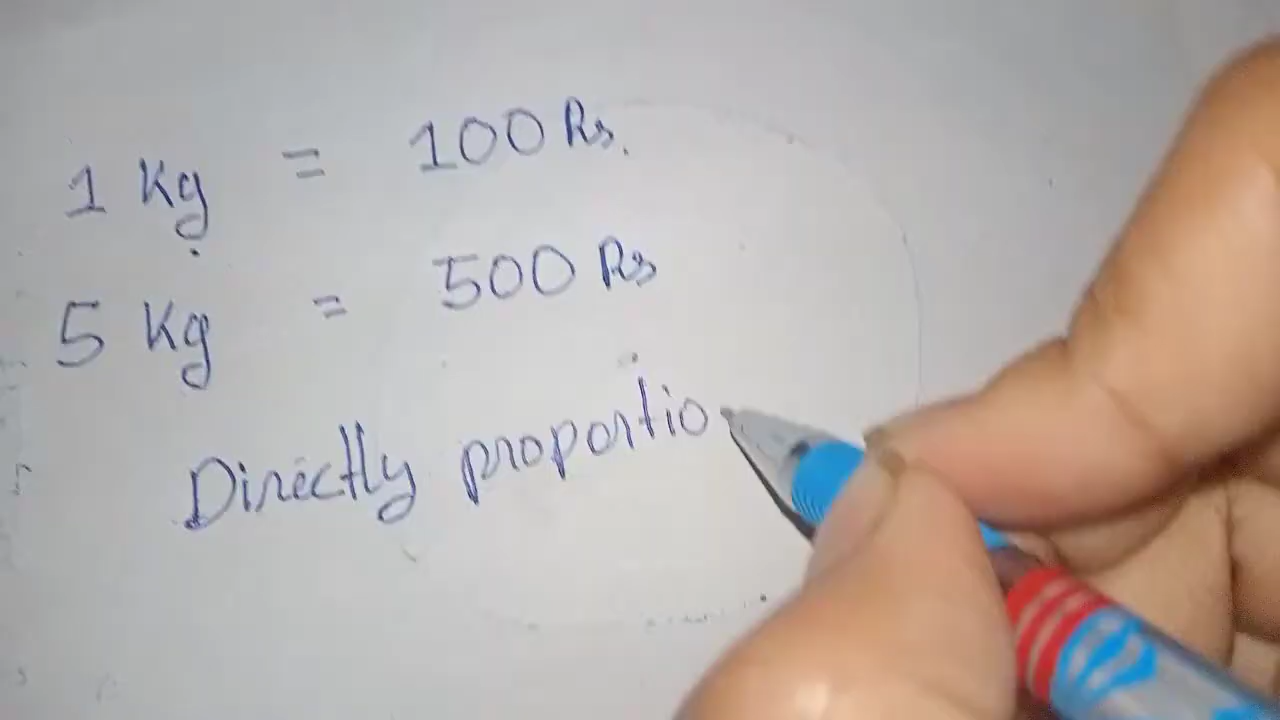 1 Kg = 100 Rs.
5 Kg = 500 Rs
Directly proportio